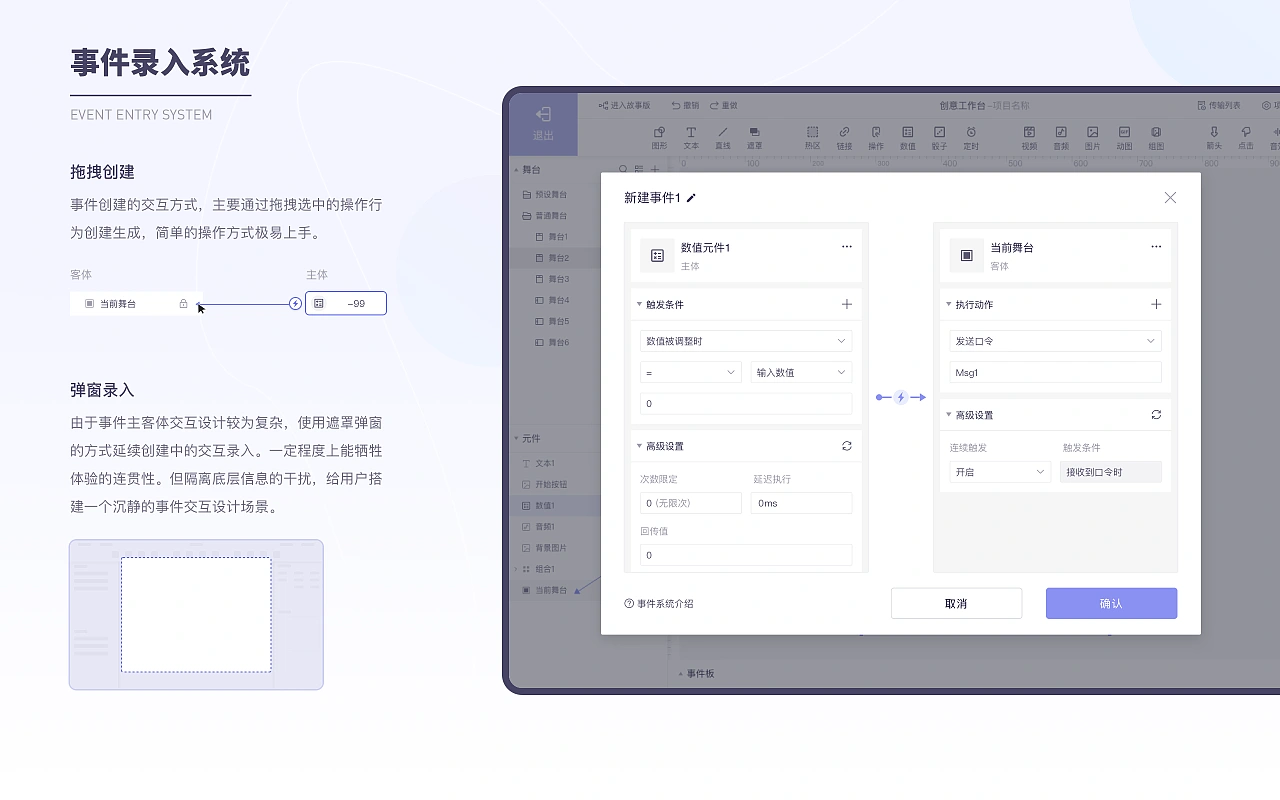 事件录入系统
EVENT ENTRY SYSTEM
拖拽创建
事件创建的交互方式，主要通过拖拽选中的操作行
为创建生成，简单的操作方式极易上手。
客体
主体
当前舞台
-99
弹窗录入
由于事件主客体交互设计较为复杂，使用遮罩弹窗
的方式延续创建中的交互录入。一定程度上能牺牲
体验的连贯性。但隔离底层信息的干扰，给用户搭
建一个沉静的事件交互设计场景。
退出
进入故事版
撤销
重做
创意工作台-项目名称
传输列表
图形
文本
直线
遮罩
热区
链接
操作
数值
骰子
定时
视频
音频
图片
动图
组图
箭头
点击
0
100
200
300
400
500
600
700
800
舞台
预设舞台
普通舞台
舞台1
舞台2
舞台3
舞台4
舞台5
舞台6
元件
文本1
开始按钮
数值1
音频1
背景图片
组合1
当前舞台
新建事件1
数值元件1
主体
触发条件
数值被调整时
=
输入数值
0
高级设置
次数限定
延迟执行
0 (无限次)
0ms
回传值
0
当前舞台
客体
执行动作
发送口令
Msg1
高级设置
连续触发
触发条件
开启
接收到口令时
事件系统介绍
取消
确认
事件板